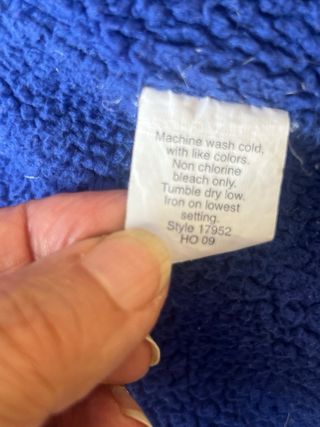 Machine wash cold,
with like colors.
Non chlorine
bleach only.
Tumble dry low.
Iron on lowest
setting.
Style 17952
HO 09